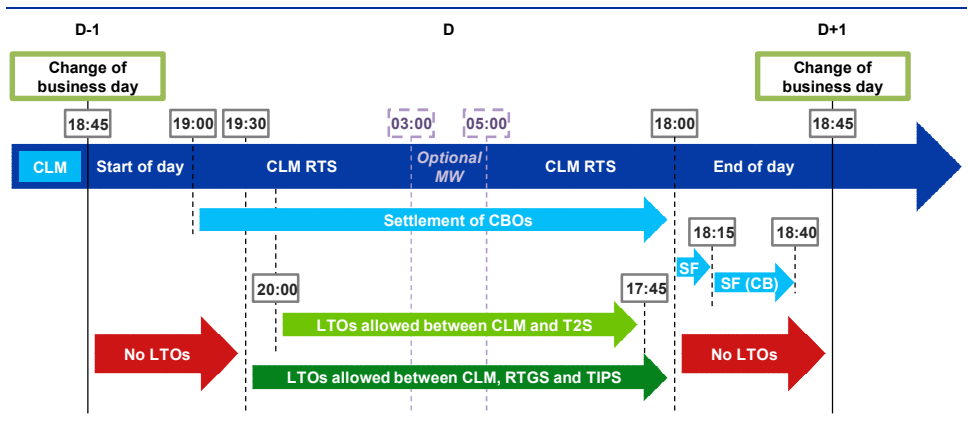 D-1
D
D+1
Change of
business day
Change of
business day
18:45
19:00
19:30
03:00
05:00
18:00
18:45
CLM
Start of day
CLM RTS
Optional
MW
CLM RTS
End of day
Settlement of CBOs
18:15
18:40
SF
SF (CB)
20:00
17:45
LTOs allowed between CLM and T2S
No LTOs
No LTOs
LTOs allowed between CLM, RTGS and TIPS